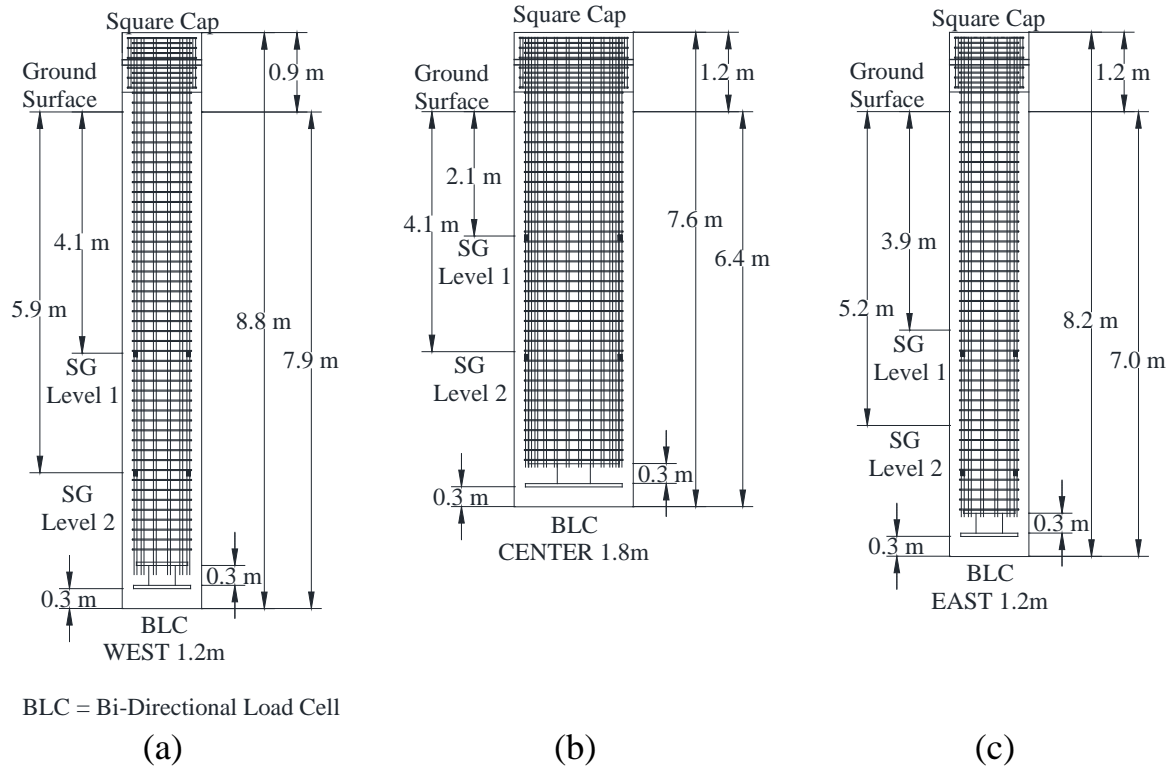 Square Cap
0.9 m
Ground
Surface
4.1 m
5.9 m
8.8 m
7.9 m
SG
Level 1
SG
Level 2
0.3 m
0.3 m
BLC
WEST 1.2m
Square Cap
1.2 m
Ground
Surface
2.1 m
4.1 m
7.6 m
6.4 m
SG
Level 1
SG
Level 2
0.3 m
0.3 m
BLC
CENTER 1.8m
Square Cap
1.2 m
Ground
Surface
3.9 m
5.2 m
8.2 m
7.0 m
SG
Level 1
SG
Level 2
0.3 m
0.3 m
BLC
EAST 1.2m
BLC = Bi-Directional Load Cell
(a)
(b)
(c)